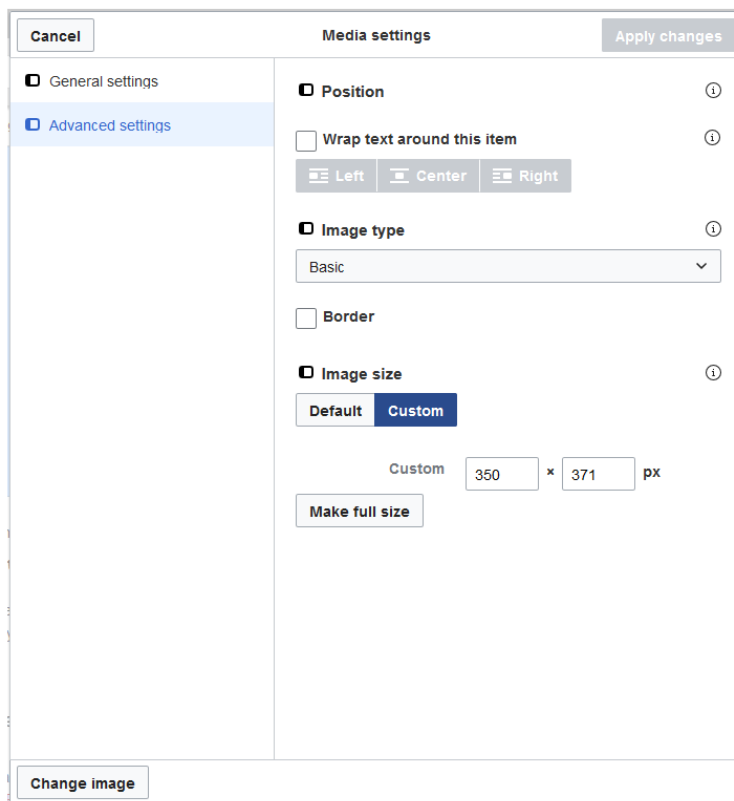 Cancel
Media settings
Apply changes
General settings
Advanced settings
Position
Wrap text around this item
Left
Center
Right
Image type
Basic
Border
Image size
Default
Custom
Custom 350 × 371 px
Make full size
Change image